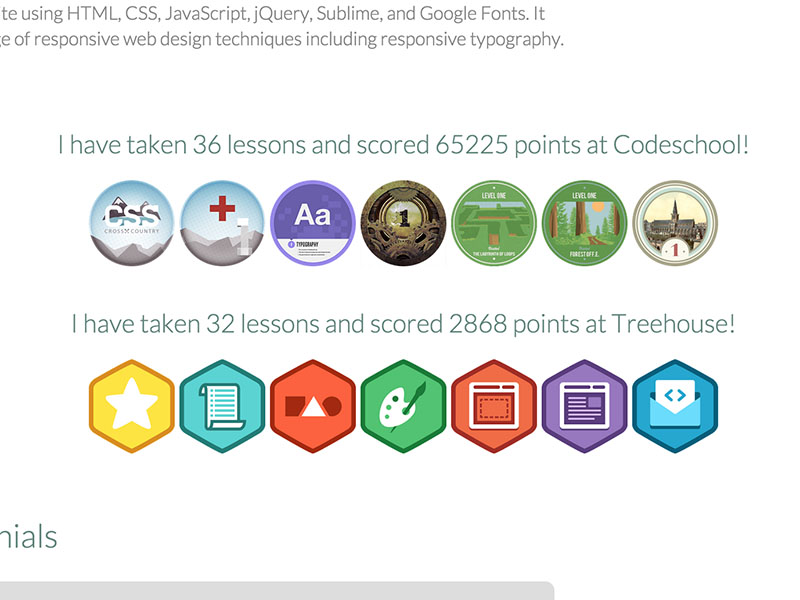 ite using HTML, CSS, JavaScript, jQuery, Sublime, and Google Fonts. It
ge of responsive web design techniques including responsive typography.
I have taken 36 lessons and scored 65225 points at Codeschool!
CSS
CROSS COUNTRY
Aa
TYPOGRAPHY
1
LEVEL ONE
THE LABYRINTH OF LOOPS
LEVEL ONE
FOREST OF F.E.
1
I have taken 32 lessons and scored 2868 points at Treehouse!
<>
nials